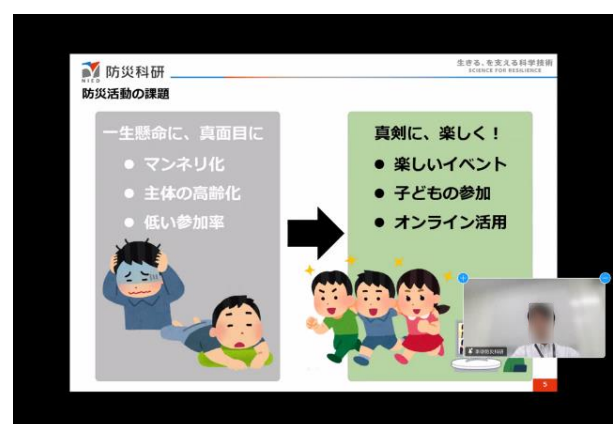 防災科研
NIED
生きる、を支える科学技術
SCIENCE FOR RESILIENCE
防災活動の課題
一生懸命に、真面目に
● マンネリ化
● 主体の高齢化
● 低い参加率
真剣に、楽しく！
● 楽しいイベント
● 子どもの参加
● オンライン活用
5